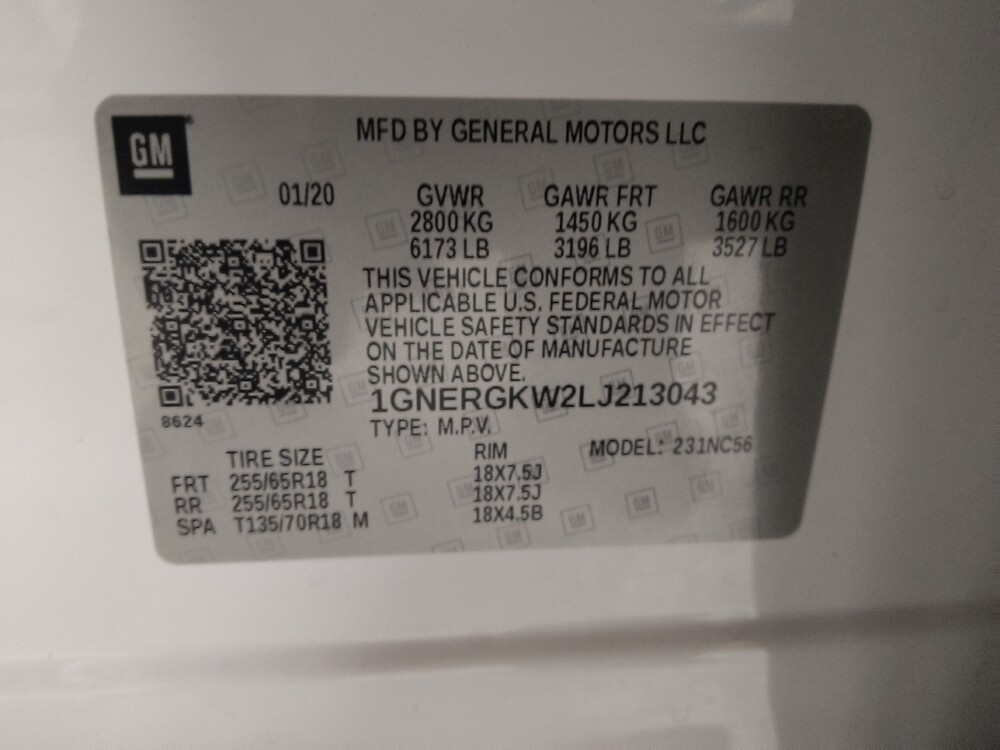 GM
MFD BY GENERAL MOTORS LLC
01/20
GVWR GAWR FRT GAWR RR
2800 KG 1450 KG 1600 KG
6173 LB 3196 LB 3527 LB
THIS VEHICLE CONFORMS TO ALL
APPLICABLE U.S. FEDERAL MOTOR
VEHICLE SAFETY STANDARDS IN EFFECT
ON THE DATE OF MANUFACTURE
SHOWN ABOVE.
1GNERGKW2LJ213043
8624
TYPE: M.P.V.
MODEL: 231NC56
TIRE SIZE RIM
FRT 255/65R18 T 18X7.5J
RR 255/65R18 T 18X7.5J
SPA T135/70R18 M 18X4.5B